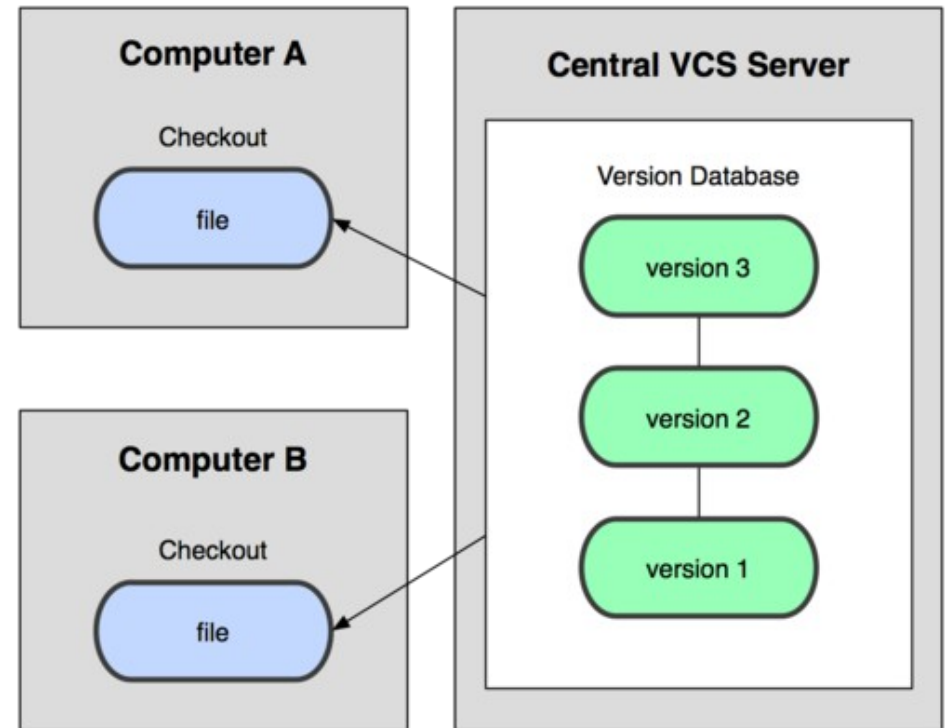 Computer A
Checkout
file
Computer B
Checkout
file
Central VCS Server
Version Database
version 3
version 2
version 1